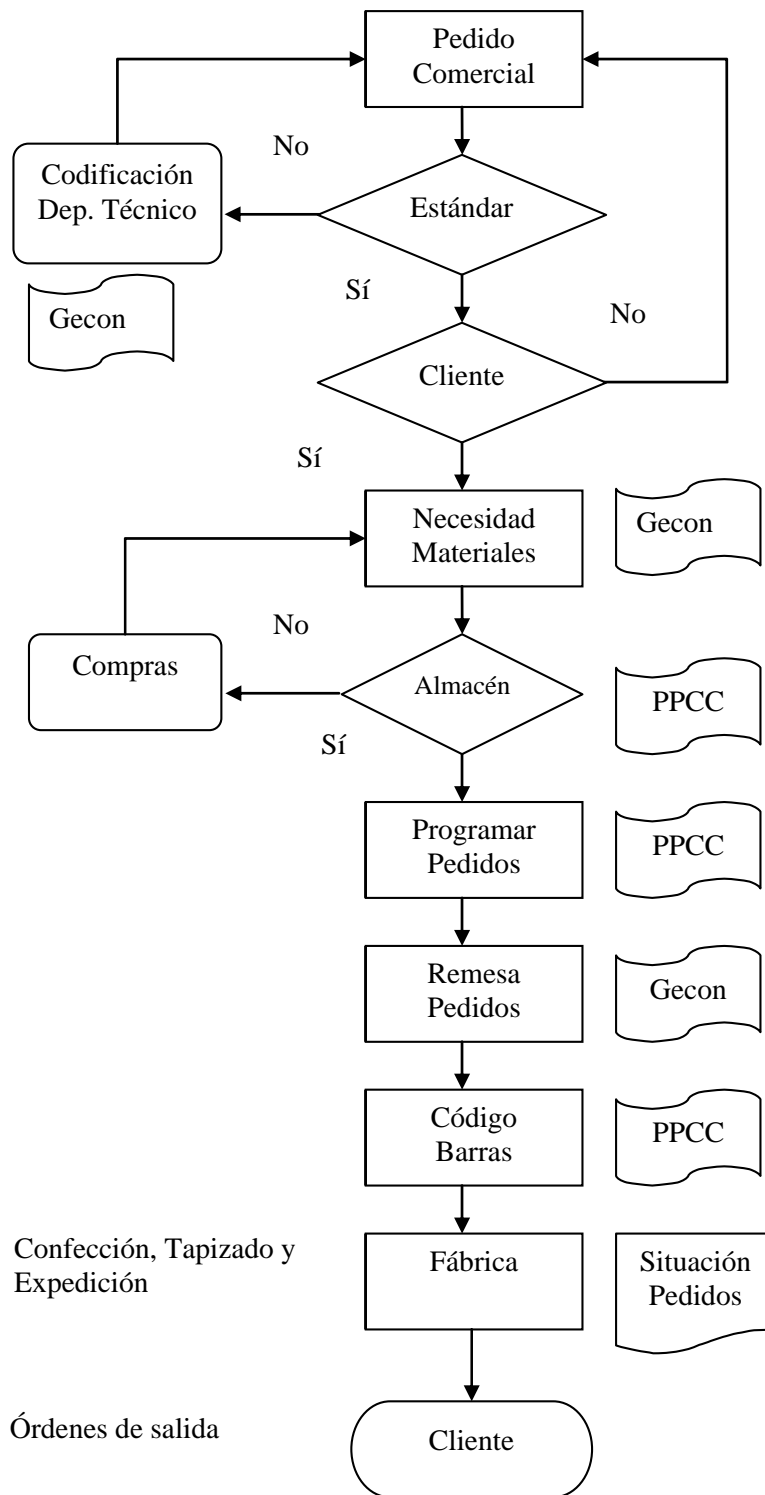 Pedido
Comercial
No
Codificación
Dep. Técnico
Estándar
Sí
Gecon
No
Cliente
Sí
Necesidad
Materiales
Gecon
No
Compras
Almacén
PPCC
Sí
Programar
Pedidos
PPCC
Remesa
Pedidos
Gecon
Código
Barras
PPCC
Confección, Tapizado y
Expedición
Fábrica
Situación
Pedidos
Órdenes de salida
Cliente